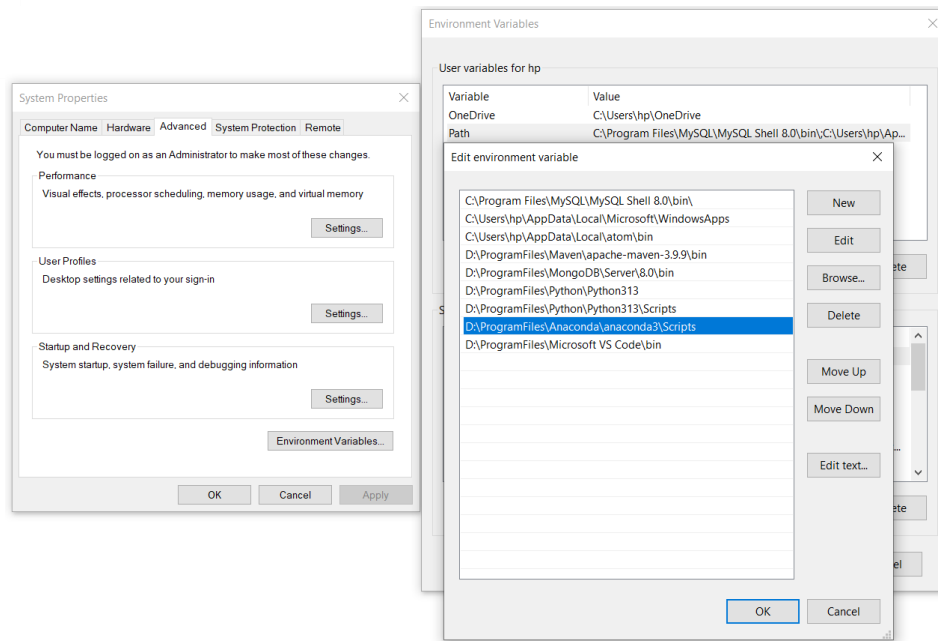 System Properties
Computer Name Hardware Advanced System Protection Remote
You must be logged on as an Administrator to make most of these changes.
Performance
Visual effects, processor scheduling, memory usage, and virtual memory
Settings...
User Profiles
Desktop settings related to your sign-in
Settings...
Startup and Recovery
System startup, system failure, and debugging information
Settings...
Environment Variables...
OK Cancel Apply
Environment Variables
User variables for hp
Variable Value
OneDrive C:\Users\hp\OneDrive
Path C:\Program Files\MySQL\MySQL Shell 8.0\bin\;C:\Users\hp\Ap...
Edit environment variable
C:\Program Files\MySQL\MySQL Shell 8.0\bin\
C:\Users\hp\AppData\Local\Microsoft\WindowsApps
C:\Users\hp\AppData\Local\atom\bin
D:\ProgramFiles\Maven\apache-maven-3.9.9\bin
D:\ProgramFiles\MongoDB\Server\8.0\bin
D:\ProgramFiles\Python\Python313
D:\ProgramFiles\Python\Python313\Scripts
D:\ProgramFiles\Anaconda\anaconda3\Scripts
D:\ProgramFiles\Microsoft VS Code\bin
New
Edit
Browse...
Delete
Move Up
Move Down
Edit text...
OK Cancel